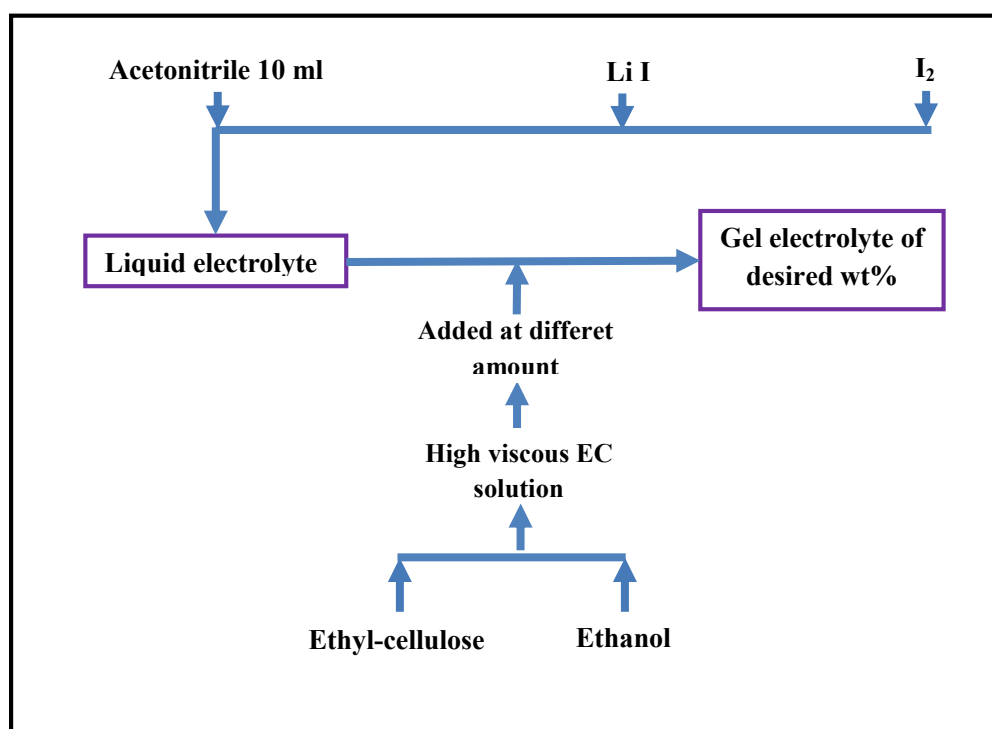 Acetonitrile 10 ml
Li I
I₂
Liquid electrolyte
Gel electrolyte of
desired wt%
Added at differet
amount
High viscous EC
solution
Ethyl-cellulose
Ethanol